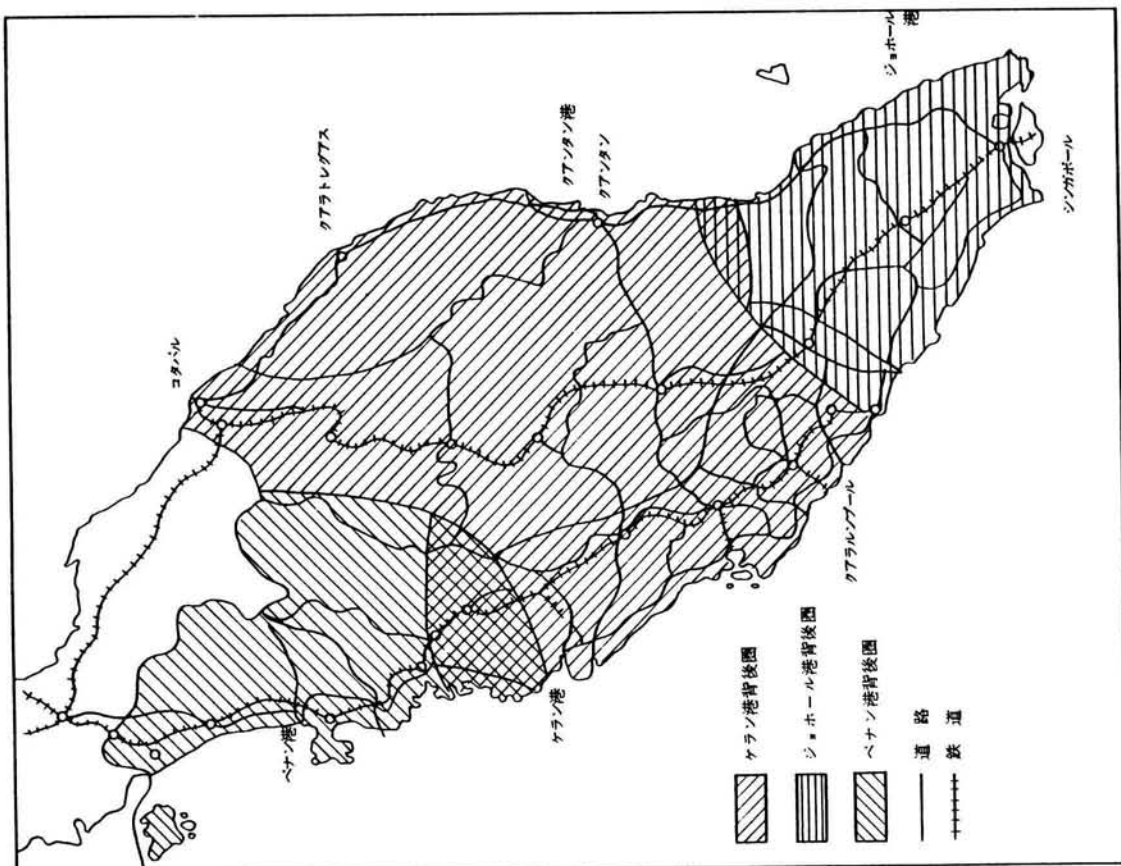 コタバル
クアラトレグアス
クアンタン港
クアンタン
ジョホール
港
シンガポール
クアラルンプール
ケラン港
ペナン港
ケラン港背後圏
ジョホール港背後圏
ペナン港背後圏
道路
鉄道